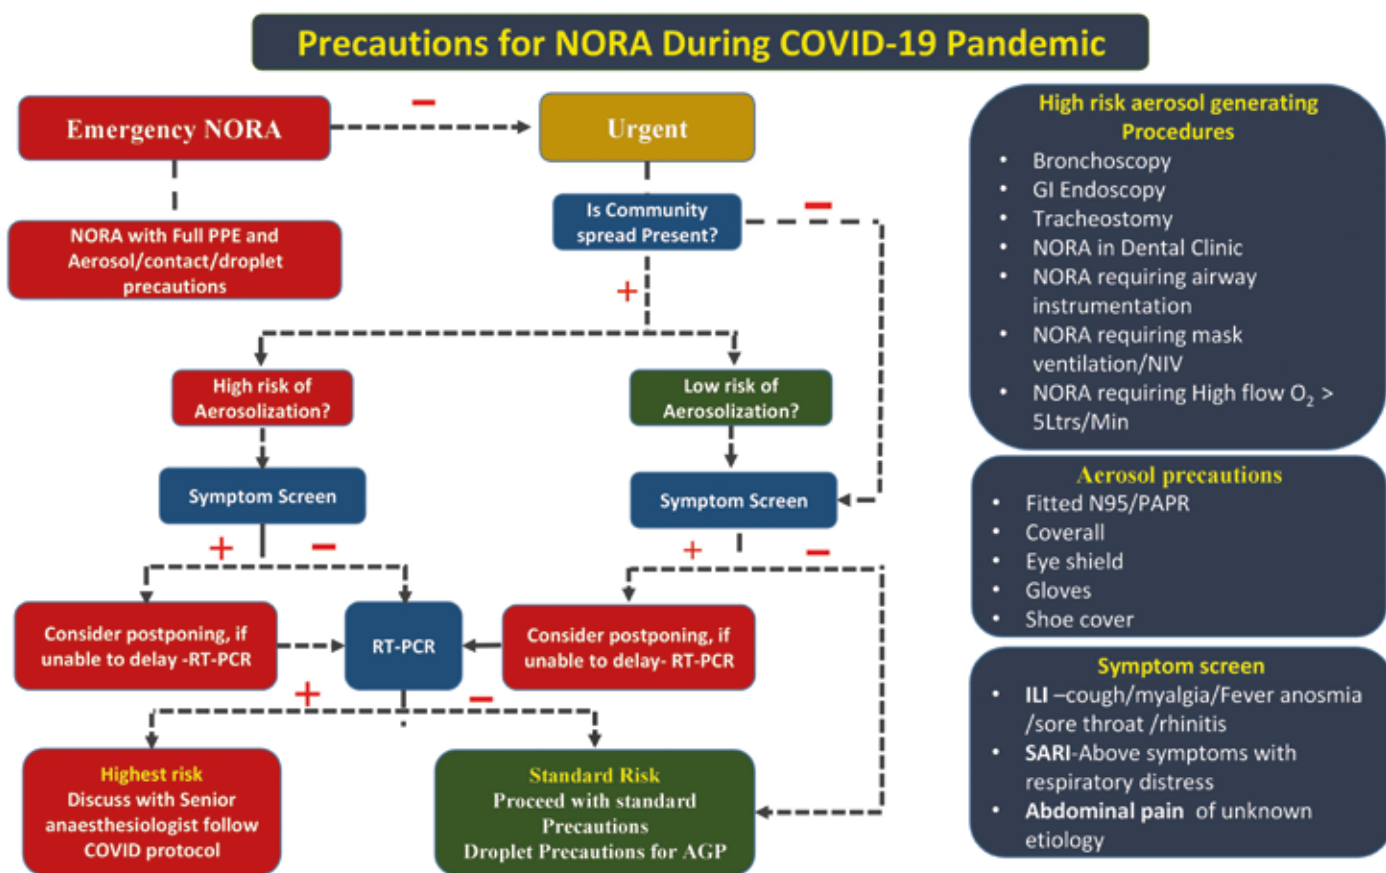 Precautions for NORA During COVID-19 Pandemic
Emergency NORA
−
Urgent
NORA with Full PPE and
Aerosol/contact/droplet
precautions
Is Community
spread Present?
−
+
High risk of
Aerosolization?
Low risk of
Aerosolization?
Symptom Screen
Symptom Screen
+
−
+
−
Consider postponing, if
unable to delay -RT-PCR
RT-PCR
Consider postponing, if
unable to delay- RT-PCR
+
−
Highest risk
Discuss with Senior
anaesthesiologist follow
COVID protocol
Standard Risk
Proceed with standard
Precautions
Droplet Precautions for AGP
High risk aerosol generating
Procedures
• Bronchoscopy
• GI Endoscopy
• Tracheostomy
• NORA in Dental Clinic
• NORA requiring airway
instrumentation
• NORA requiring mask
ventilation/NIV
• NORA requiring High flow O₂ >
5Ltrs/Min
Aerosol precautions
• Fitted N95/PAPR
• Coverall
• Eye shield
• Gloves
• Shoe cover
Symptom screen
• ILI –cough/myalgia/Fever anosmia
/sore throat /rhinitis
• SARI-Above symptoms with
respiratory distress
• Abdominal pain of unknown
etiology